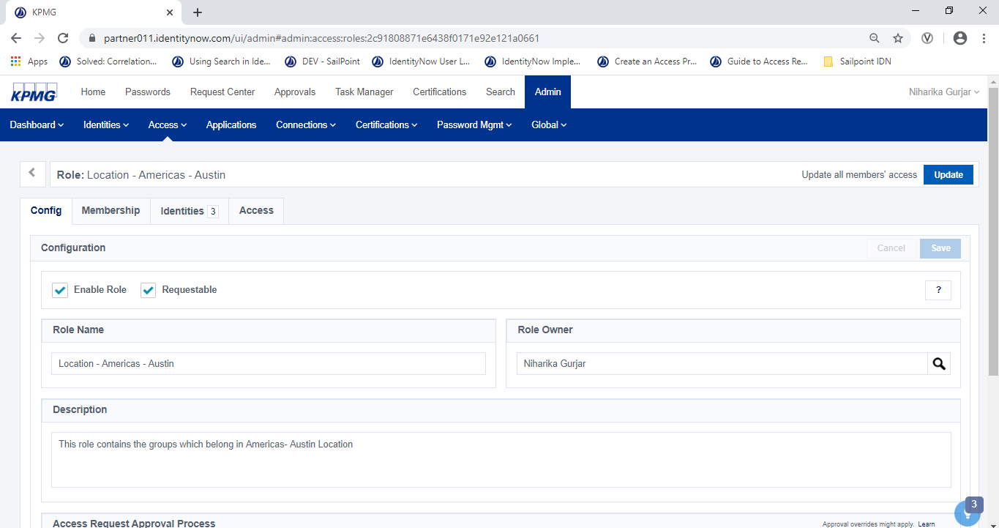 KPMG
partner011.identitynow.com/ui/admin#admin:access:roles:2c91808871e6438f0171e92e121a0661
Apps Solved: Correlation... Using Search in Ide... DEV - SailPoint IdentityNow User L... IdentityNow Imple... Create an Access Pr... Guide to Access Re... Sailpoint IDN
KPMG Home Passwords Request Center Approvals Task Manager Certifications Search Admin Niharika Gurjar
Dashboard Identities Access Applications Connections Certifications Password Mgmt Global
Role: Location - Americas - Austin Update all members' access Update
Config Membership Identities 3 Access
Configuration Cancel Save
Enable Role Requestable ?
Role Name Role Owner
Location - Americas - Austin Niharika Gurjar
Description
This role contains the groups which belong in Americas- Austin Location
3
Access Request Approval Process Approval overrides might apply. Learn